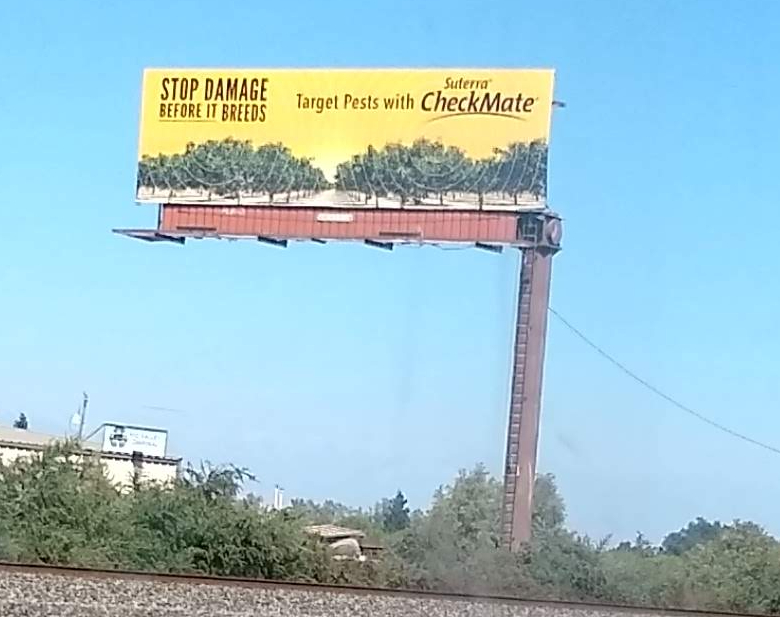 STOP DAMAGE
BEFORE IT BREEDS
Target Pests with
Suterra
CheckMate